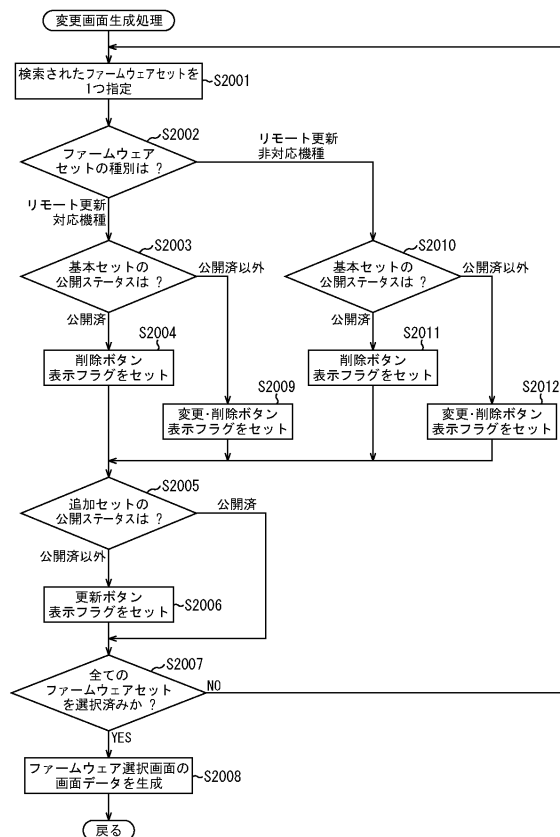 変更画面生成処理
検索されたファームウェアセットを
1つ指定
S2001
S2002
ファームウェア
セットの種別は ?
リモート更新
非対応機種
リモート更新
対応機種
S2003
基本セットの
公開ステータスは ?
公開済以外
公開済
S2010
基本セットの
公開ステータスは ?
公開済以外
公開済
S2004
削除ボタン
表示フラグをセット
S2011
削除ボタン
表示フラグをセット
S2009
変更・削除ボタン
表示フラグをセット
S2012
変更・削除ボタン
表示フラグをセット
S2005
追加セットの
公開ステータスは ?
公開済
公開済以外
更新ボタン
表示フラグをセット
S2006
S2007
全ての
ファームウェアセット
を選択済みか ?
NO
YES
ファームウェア選択画面の
画面データを生成
S2008
戻る